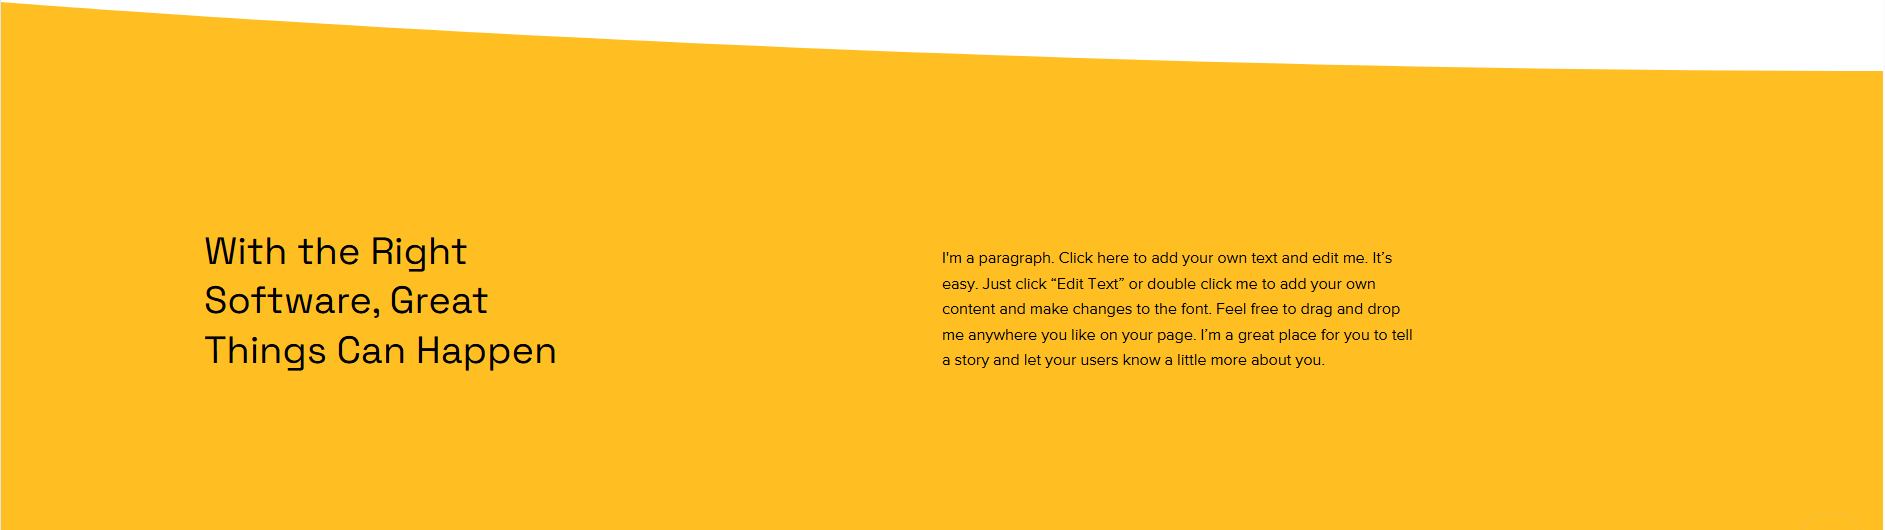 With the Right
Software, Great
Things Can Happen
I'm a paragraph. Click here to add your own text and edit me. It’s
easy. Just click “Edit Text” or double click me to add your own
content and make changes to the font. Feel free to drag and drop
me anywhere you like on your page. I’m a great place for you to tell
a story and let your users know a little more about you.